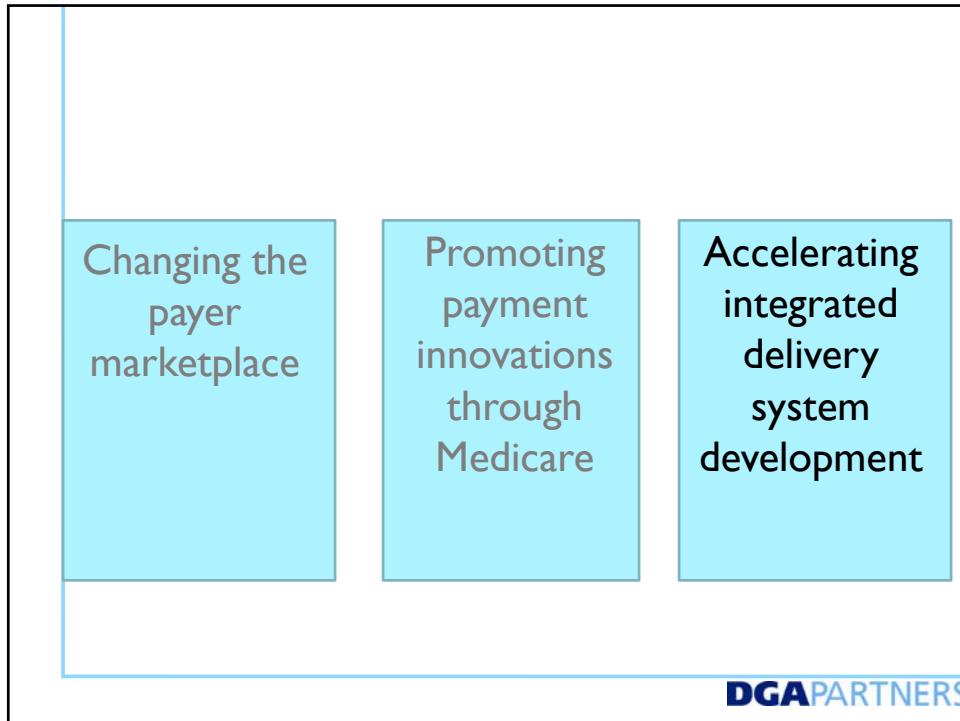 Changing the
payer
marketplace
Promoting
payment
innovations
through
Medicare
Accelerating
integrated
delivery
system
development
DGAPARTNERS